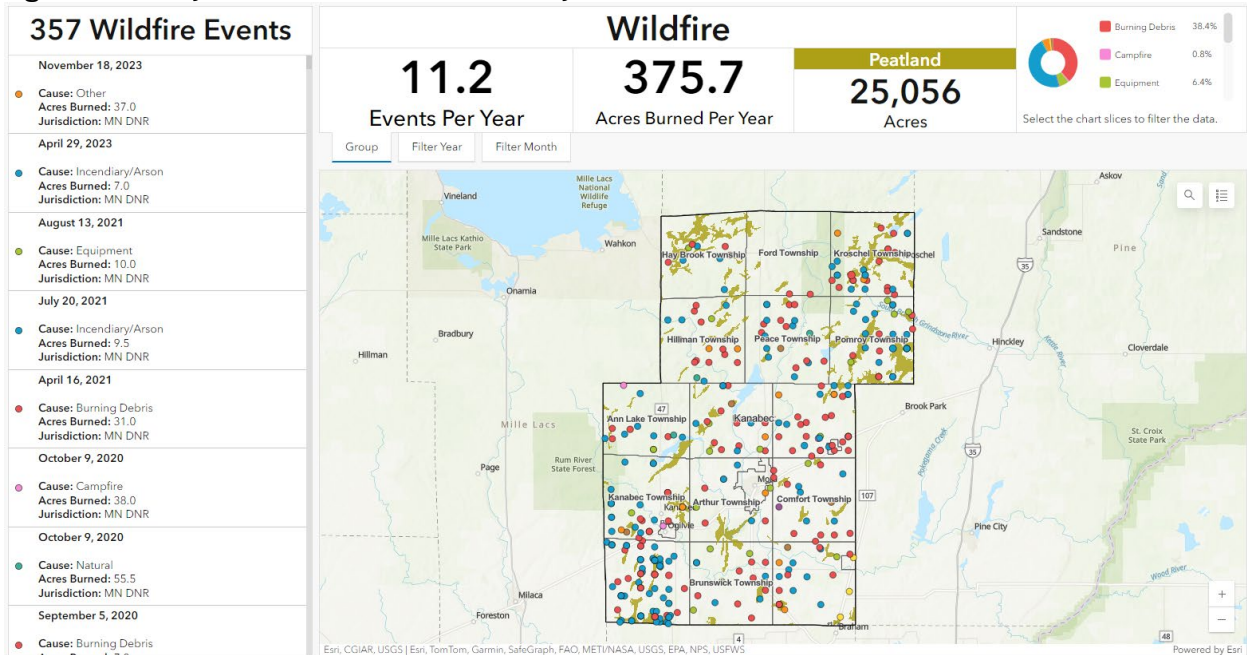 357 Wildfire Events
November 18, 2023
Cause: Other
Acres Burned: 37.0
Jurisdiction: MN DNR
April 29, 2023
Cause: Incendiary/Arson
Acres Burned: 7.0
Jurisdiction: MN DNR
August 13, 2021
Cause: Equipment
Acres Burned: 10.0
Jurisdiction: MN DNR
July 20, 2021
Cause: Incendiary/Arson
Acres Burned: 9.5
Jurisdiction: MN DNR
April 16, 2021
Cause: Burning Debris
Acres Burned: 31.0
Jurisdiction: MN DNR
October 9, 2020
Cause: Campfire
Acres Burned: 38.0
Jurisdiction: MN DNR
October 9, 2020
Cause: Natural
Acres Burned: 55.5
Jurisdiction: MN DNR
September 5, 2020
Cause: Burning Debris
Wildfire
11.2
Events Per Year
375.7
Acres Burned Per Year
Peatland
25,056
Acres
Burning Debris 38.4%
Campfire 0.8%
Equipment 6.4%
Select the chart slices to filter the data.
Group Filter Year Filter Month
Mille Lacs
National
Wildlife
Refuge
Askov
Vineland
Sandstone
Mille Lacs Kathio
State Park
Wahkon
Pine
Hay Brook Township
Ford Township
Kroschel Township
35
Onamia
Bradbury
Hillman
Hillman Township
Peace Township
Pomroy Township
Hinckley
Cloverdale
Kettle River
Brook Park
47
Ann Lake Township
Kanabec
Mille Lacs
St. Croix
State Park
Pokegama Creek
35
Page
Rum River
State Forest
Kanabec Township
Arthur Township
Comfort Township
107
Ogilvie
Pine City
Brunswick Township
Wood River
Milaca
Foreston
Braham
4
48
+
−
Esri, CGIAR, USGS | Esri, TomTom, Garmin, SafeGraph, FAO, METI/NASA, USGS, EPA, NPS, USFWS
Powered by Esri